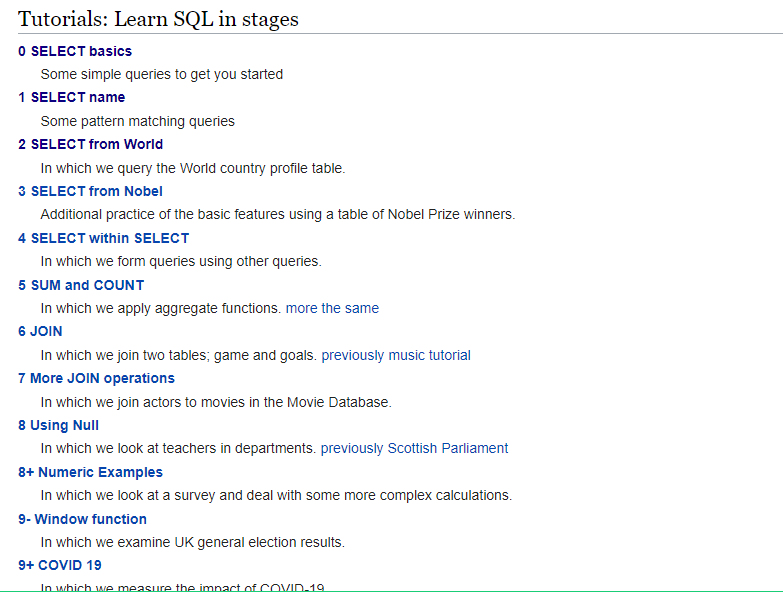 Tutorials: Learn SQL in stages
0 SELECT basics
Some simple queries to get you started
1 SELECT name
Some pattern matching queries
2 SELECT from World
In which we query the World country profile table.
3 SELECT from Nobel
Additional practice of the basic features using a table of Nobel Prize winners.
4 SELECT within SELECT
In which we form queries using other queries.
5 SUM and COUNT
In which we apply aggregate functions. more the same
6 JOIN
In which we join two tables; game and goals. previously music tutorial
7 More JOIN operations
In which we join actors to movies in the Movie Database.
8 Using Null
In which we look at teachers in departments. previously Scottish Parliament
8+ Numeric Examples
In which we look at a survey and deal with some more complex calculations.
9- Window function
In which we examine UK general election results.
9+ COVID 19
In which we measure the impact of COVID-19